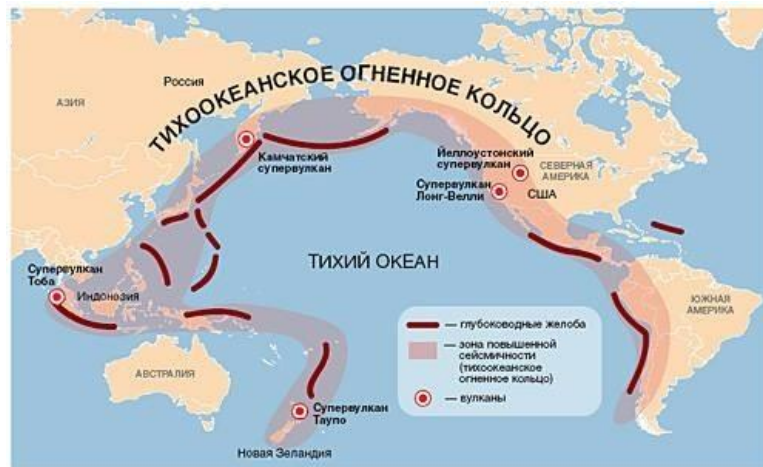 ТИХООКЕАНСКОЕ ОГНЕННОЕ КОЛЬЦО
Россия
АЗИЯ
Камчатский
супервулкан
Йеллоустонский
супервулкан
СЕВЕРНАЯ
АМЕРИКА
Супервулкан
Лонг-Велли
США
ТИХИЙ ОКЕАН
Супервулкан
Тоба
Индонезия
ЮЖНАЯ
АМЕРИКА
— глубоководные желоба
— зона повышенной
сейсмичности
(тихоокеанское
огненное кольцо)
— вулканы
АВСТРАЛИЯ
Супервулкан
Таупо
Новая Зеландия